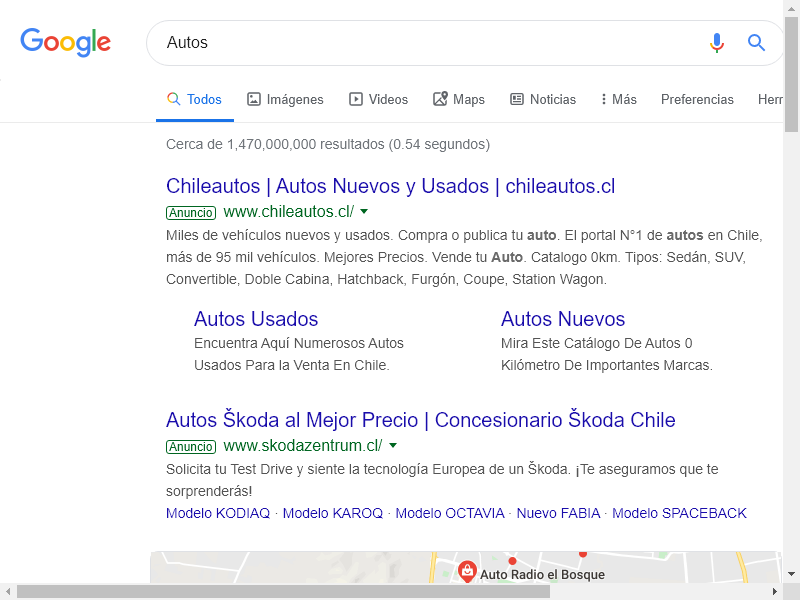 Google
Autos
Todos Imágenes Videos Maps Noticias Más Preferencias Herr
Cerca de 1,470,000,000 resultados (0.54 segundos)
Chileautos | Autos Nuevos y Usados | chileautos.cl
Anuncio www.chileautos.cl/
Miles de vehículos nuevos y usados. Compra o publica tu auto. El portal N°1 de autos en Chile,
más de 95 mil vehículos. Mejores Precios. Vende tu Auto. Catalogo 0km. Tipos: Sedán, SUV,
Convertible, Doble Cabina, Hatchback, Furgón, Coupe, Station Wagon.
Autos Usados
Encuentra Aquí Numerosos Autos
Usados Para la Venta En Chile.
Autos Nuevos
Mira Este Catálogo De Autos 0
Kilómetro De Importantes Marcas.
Autos Škoda al Mejor Precio | Concesionario Škoda Chile
Anuncio www.skodazentrum.cl/
Solicita tu Test Drive y siente la tecnología Europea de un Škoda. ¡Te aseguramos que te
sorprenderás!
Modelo KODIAQ · Modelo KAROQ · Modelo OCTAVIA · Nuevo FABIA · Modelo SPACEBACK
Auto Radio el Bosque